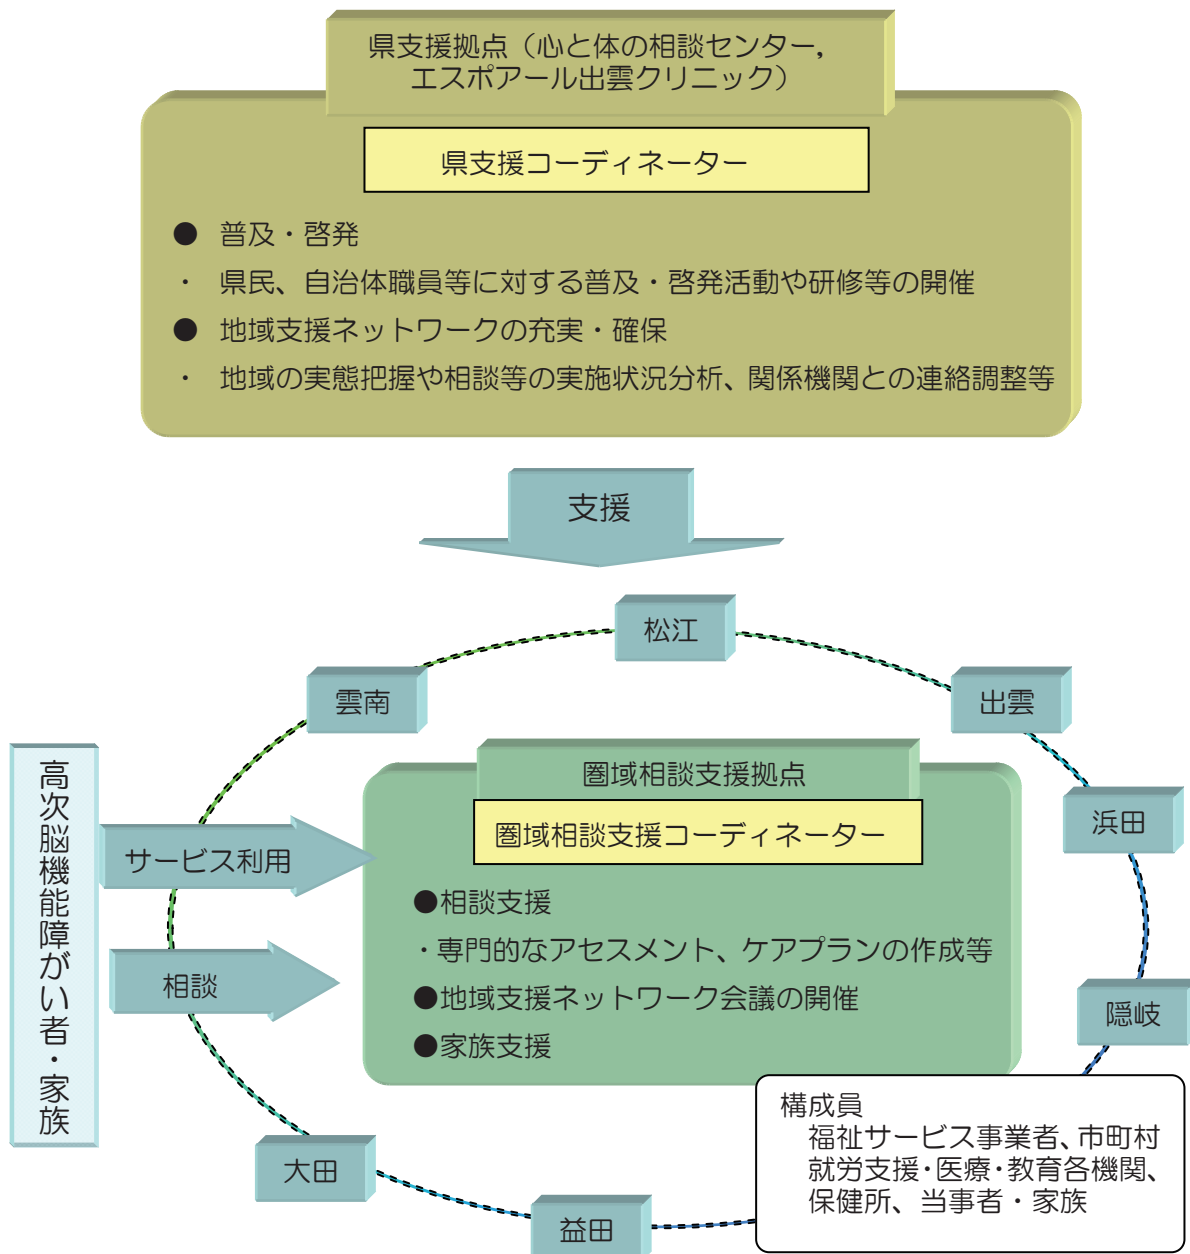 県支援拠点（心と体の相談センター，
エスポアール出雲クリニック）
県支援コーディネーター
● 普及・啓発
・ 県民、自治体職員等に対する普及・啓発活動や研修等の開催
● 地域支援ネットワークの充実・確保
・ 地域の実態把握や相談等の実施状況分析、関係機関との連絡調整等
支援
松江
雲南
出雲
浜田
隠岐
益田
大田
高次脳機能障がい者・家族
サービス利用
相談
圏域相談支援拠点
圏域相談支援コーディネーター
●相談支援
・専門的なアセスメント、ケアプランの作成等
●地域支援ネットワーク会議の開催
●家族支援
構成員
福祉サービス事業者、市町村
就労支援・医療・教育各機関、
保健所、当事者・家族